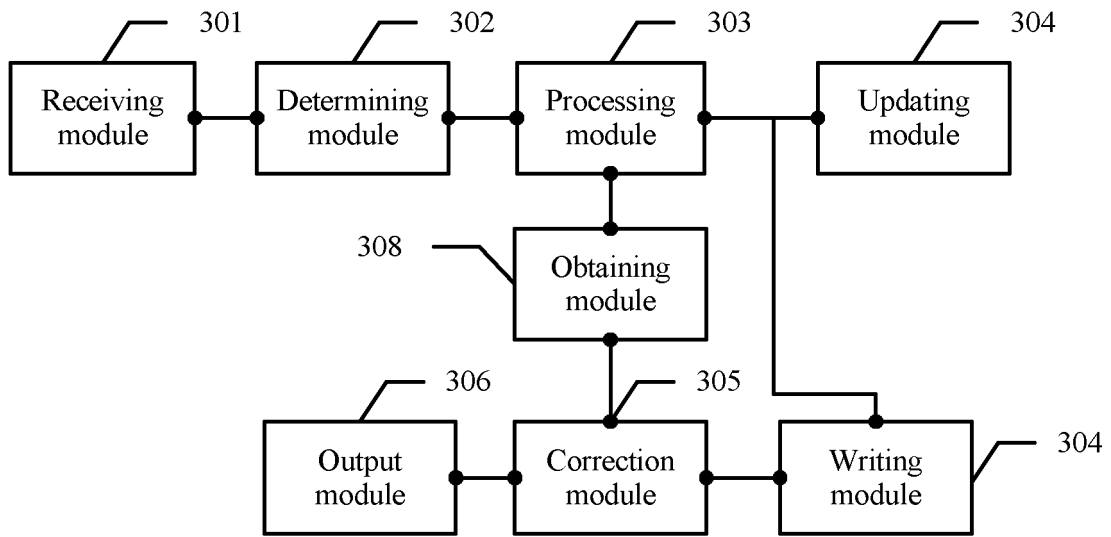 301
302
303
304
Receiving
module
Determining
module
Processing
module
Updating
module
308
Obtaining
module
306
305
304
Output
module
Correction
module
Writing
module